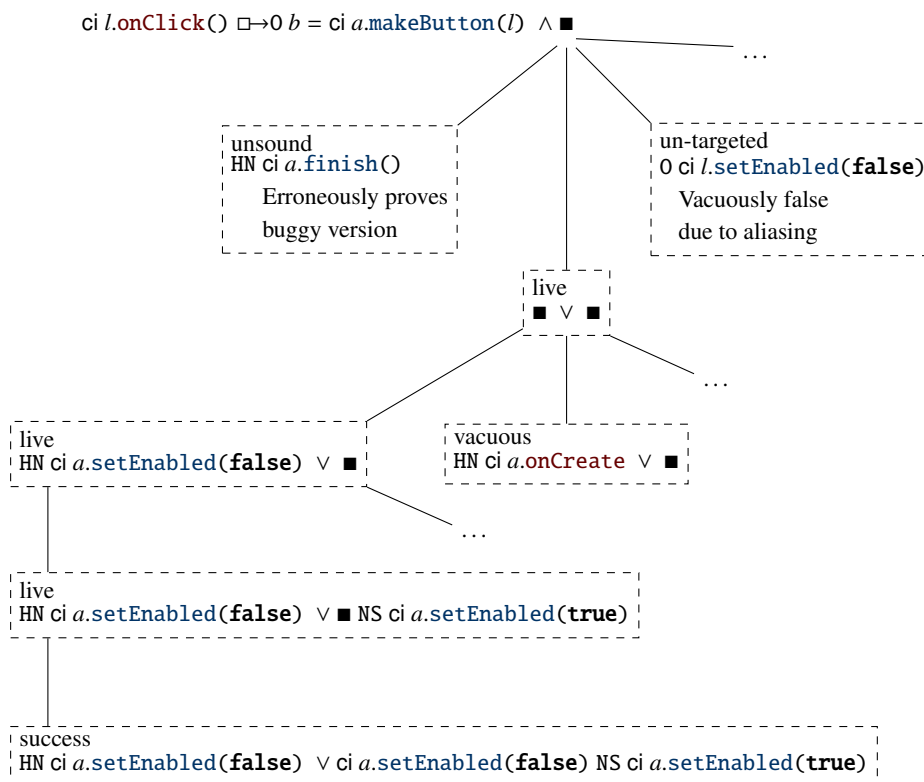 ci l.onClick() □→O b = ci a.makeButton(l) ∧ ■
...
unsound
HN ci a.finish()
Erroneously proves
buggy version
un-targeted
O ci l.setEnabled(false)
Vacuously false
due to aliasing
live
■ ∨ ■
...
live
HN ci a.setEnabled(false) ∨ ■
vacuous
HN ci a.onCreate ∨ ■
...
live
HN ci a.setEnabled(false) ∨ ■ NS ci a.setEnabled(true)
success
HN ci a.setEnabled(false) ∨ ci a.setEnabled(false) NS ci a.setEnabled(true)